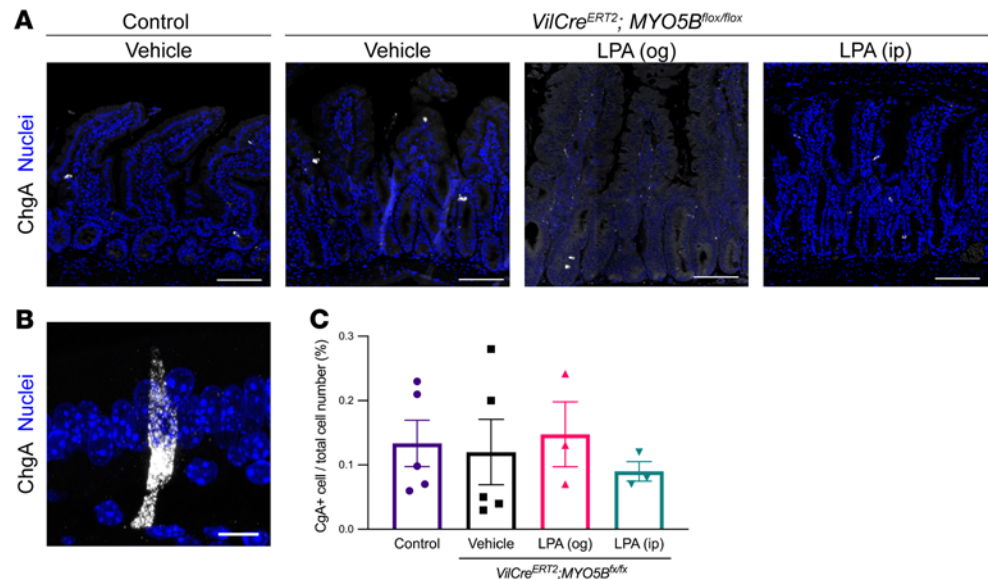 A
Control
VilCreERT2; MYO5Bflox/flox
Vehicle
Vehicle
LPA (og)
LPA (ip)
ChgA Nuclei
B
ChgA Nuclei
C
CgA+ cell / total cell number (%)
0.3
0.2
0.1
0.0
Control
Vehicle
LPA (og)
LPA (ip)
VilCreERT2;MYO5Bfx/fx